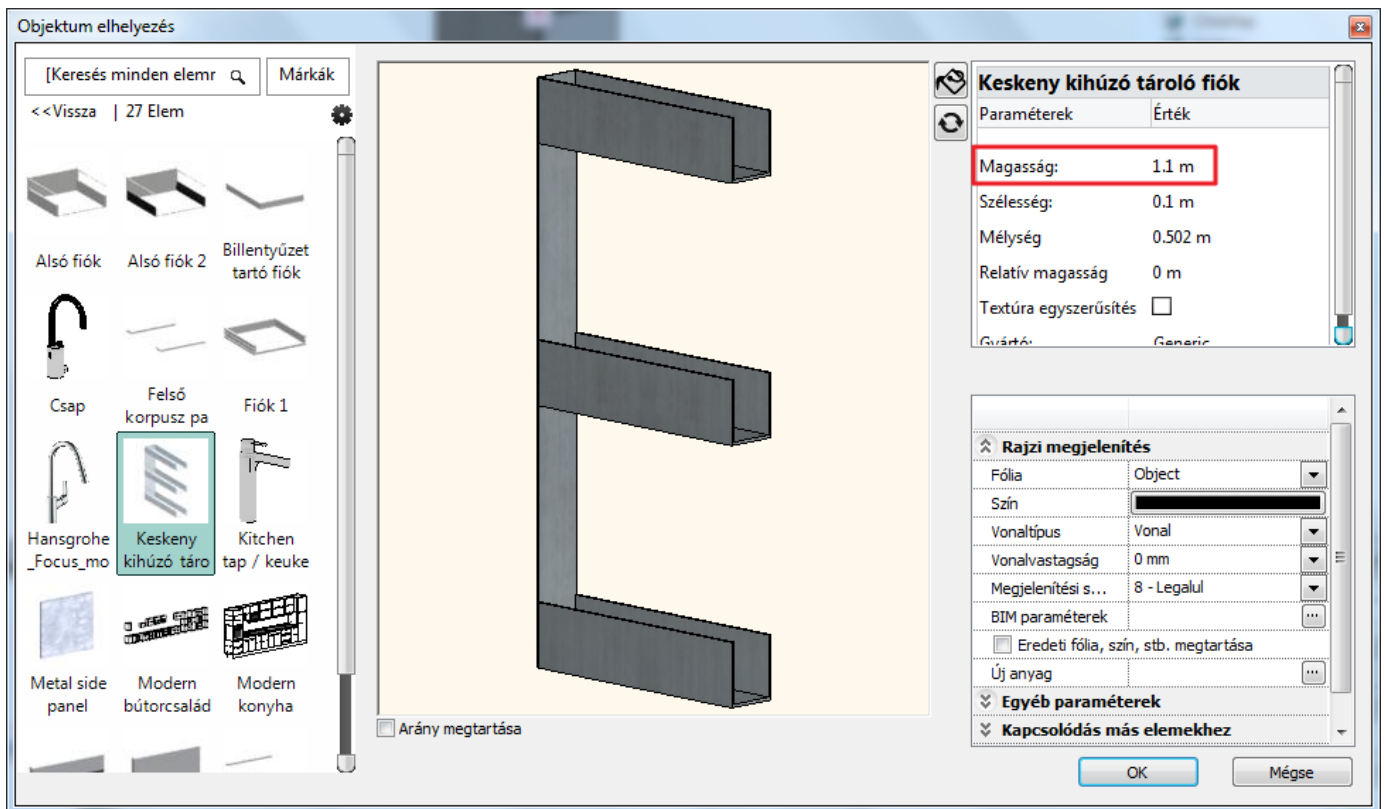 Objektum elhelyezés
[Keresés minden elemr
Márkák
<<Vissza | 27 Elem
Alsó fiók
Alsó fiók 2
Billentyűzet
tartó fiók
Csap
Felső
korpusz pa
Fiók 1
Hansgrohe
_Focus_mo
Keskeny
kihúzó táro
Kitchen
tap / keuke
Metal side
panel
Modern
bútorcsalád
Modern
konyha
Arány megtartása
Keskeny kihúzó tároló fiók
Paraméterek Érték
Magasság: 1.1 m
Szélesség: 0.1 m
Mélység 0.502 m
Relatív magasság 0 m
Textúra egyszerűsítés
Gyártó: Generic
Rajzi megjelenítés
Fólia Object
Szín
Vonaltípus Vonal
Vonalvastagság 0 mm
Megjelenítési s... 8 - Legalul
BIM paraméterek ...
Eredeti fólia, szín, stb. megtartása
Új anyag ...
Egyéb paraméterek
Kapcsolódás más elemekhez
OK Mégse